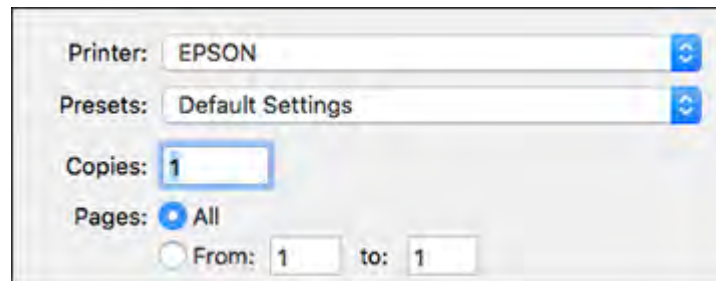 Printer: EPSON
Presets: Default Settings
Copies: 1
Pages: All
From: 1 to: 1